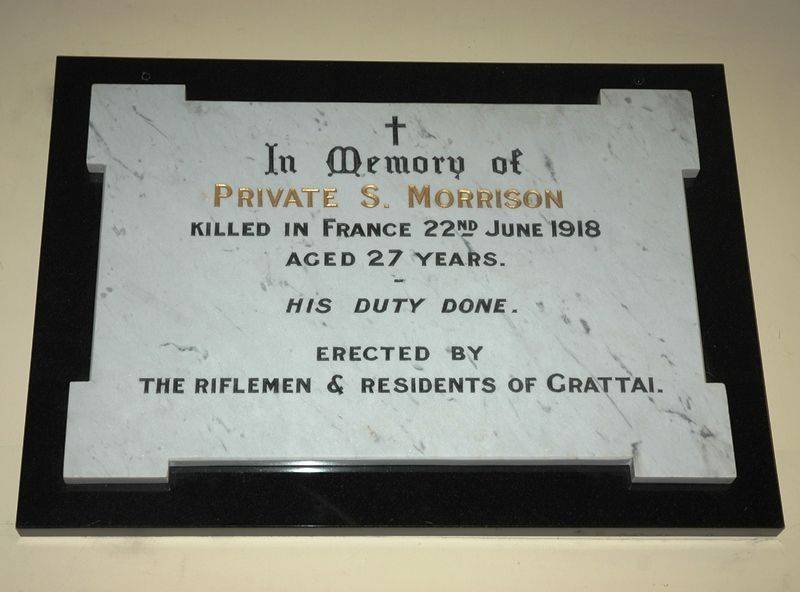 In Memory of
PRIVATE S. MORRISON
KILLED IN FRANCE 22ND JUNE 1918
AGED 27 YEARS.
-
HIS DUTY DONE.
ERECTED BY
THE RIFLEMEN & RESIDENTS OF GRATTAI.